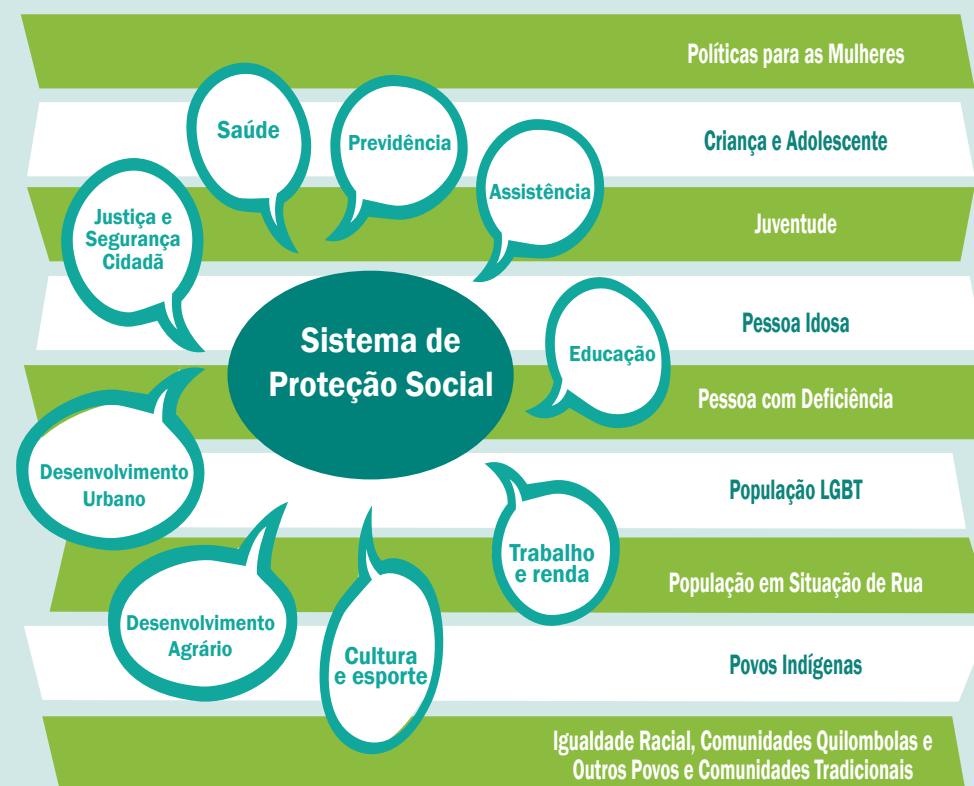 Políticas para as Mulheres
Saúde
Previdência
Criança e Adolescente
Assistência
Justiça e
Segurança
Cidadã
Juventude
Sistema de
Proteção Social
Pessoa Idosa
Educação
Pessoa com Deficiência
Desenvolvimento
Urbano
População LGBT
Trabalho
e renda
População em Situação de Rua
Desenvolvimento
Agrário
Cultura
e esporte
Povos Indígenas
Igualdade Racial, Comunidades Quilombolas e
Outros Povos e Comunidades Tradicionais